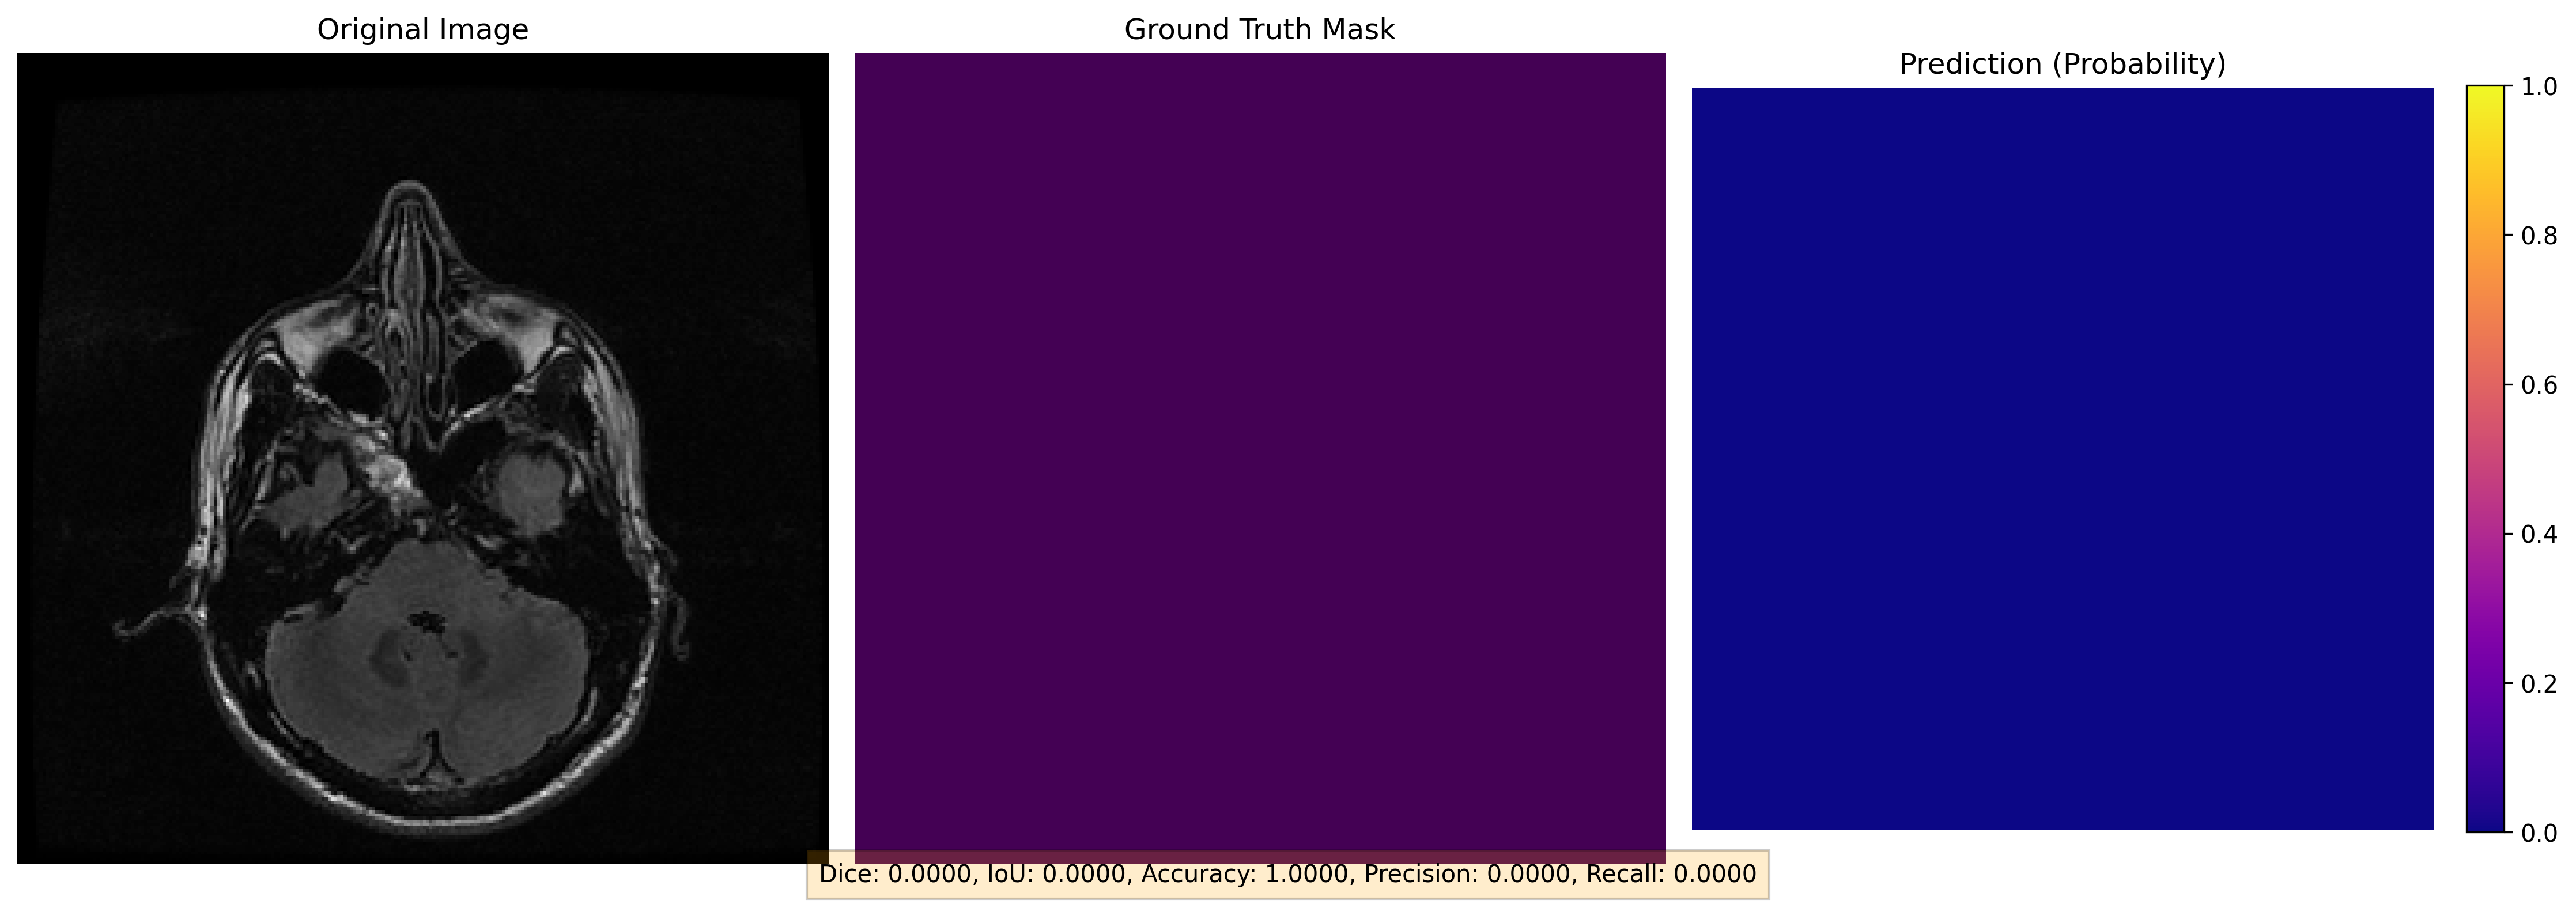 Original Image
Ground Truth Mask
Prediction (Probability)
1.0
0.8
0.6
0.4
0.2
0.0
Dice: 0.0000, IoU: 0.0000, Accuracy: 1.0000, Precision: 0.0000, Recall: 0.0000